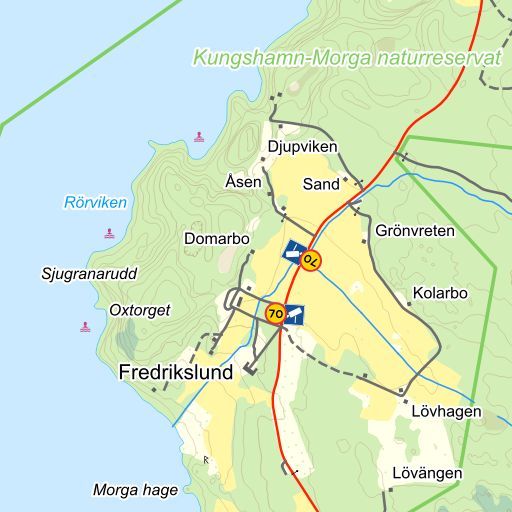 Kungshamn-Morga naturreservat
Djupviken
Åsen
Sand
Rörviken
Grönvreten
Domarbo
70
Sjugranarudd
Kolarbo
Oxtorget
70
Fredrikslund
Lövhagen
Lövängen
R
Morga hage